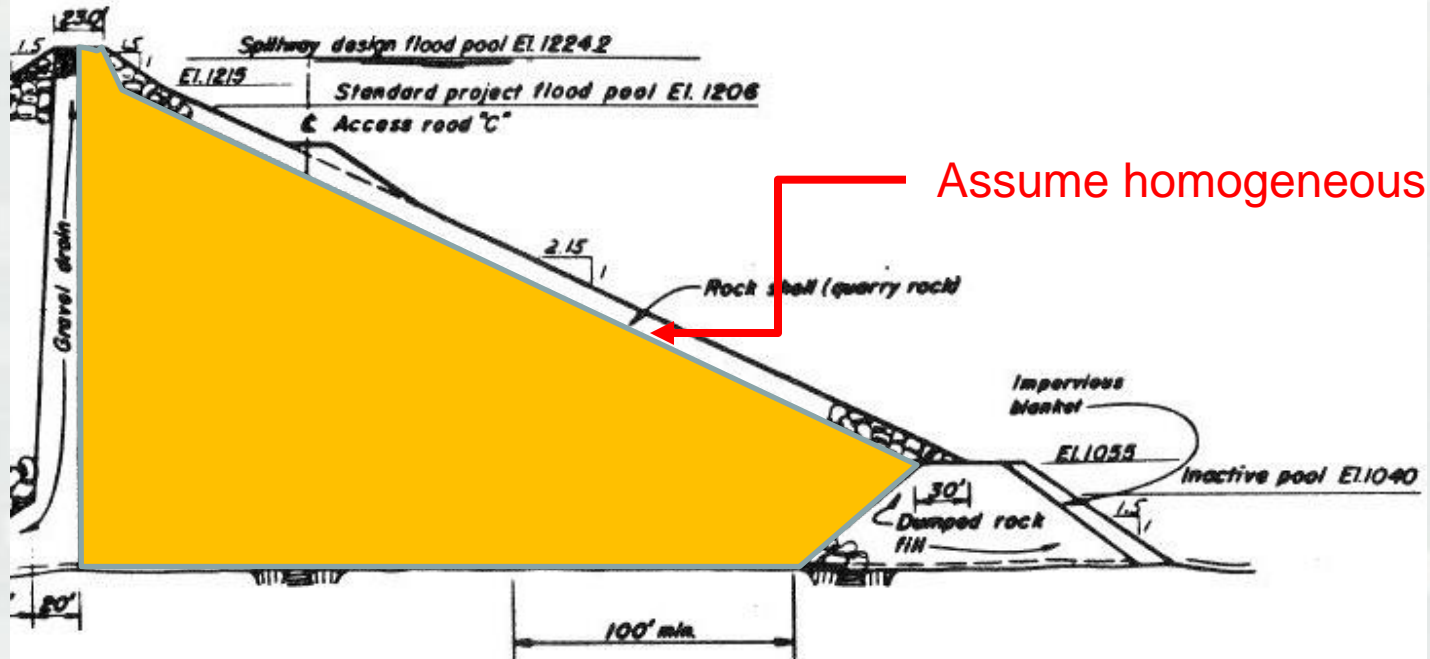 230'
1.5
1.5
1
Spillway design flood pool El. 1224.2
El. 1215
Standard project flood pool El. 1206
℄ Access road "C"
Assume homogeneous
Gravel drain
2.15
1
Rock shell (quarry rock)
Impervious
blanket
El. 1055
Inactive pool El. 1040
30'
1.5
1
Dumped rock
fill
20'
100' min.